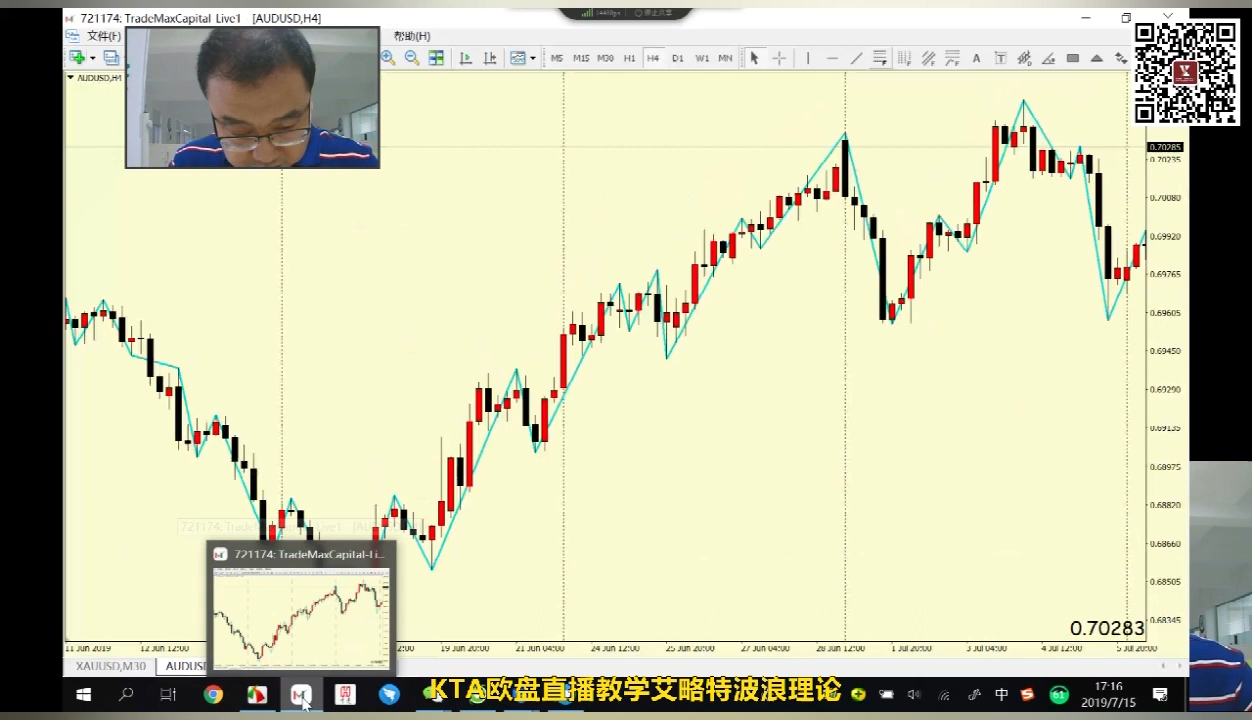 721174: TradeMaxCapital-Live1 [AUDUSD,H4]
文件(F)
帮助(H)
M5 M15 M30 H1 H4 D1 W1 MN
A T
AUDUSD,H4
0.70285
0.70235
0.70080
0.69920
0.69765
0.69605
0.69450
0.69290
0.69135
0.68975
0.68820
0.68660
0.68505
0.68345
721174: TradeMaxCapital-Li...
0.70283
11 Jun 2019 12 Jun 12:00 19 Jun 20:00 21 Jun 04:00 24 Jun 12:00 25 Jun 20:00 27 Jun 04:00 28 Jun 12:00 1 Jul 20:00 3 Jul 04:00 4 Jul 12:00 5 Jul 20:00
XAUUSD,M30 AUDUS
KTA欧盘直播教学艾略特波浪理论
61
中
17:16
2019/7/15